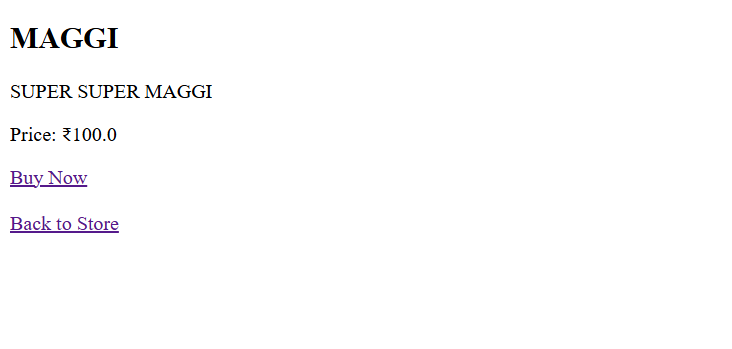 MAGGI
SUPER SUPER MAGGI
Price: ₹100.0
Buy Now
Back to Store